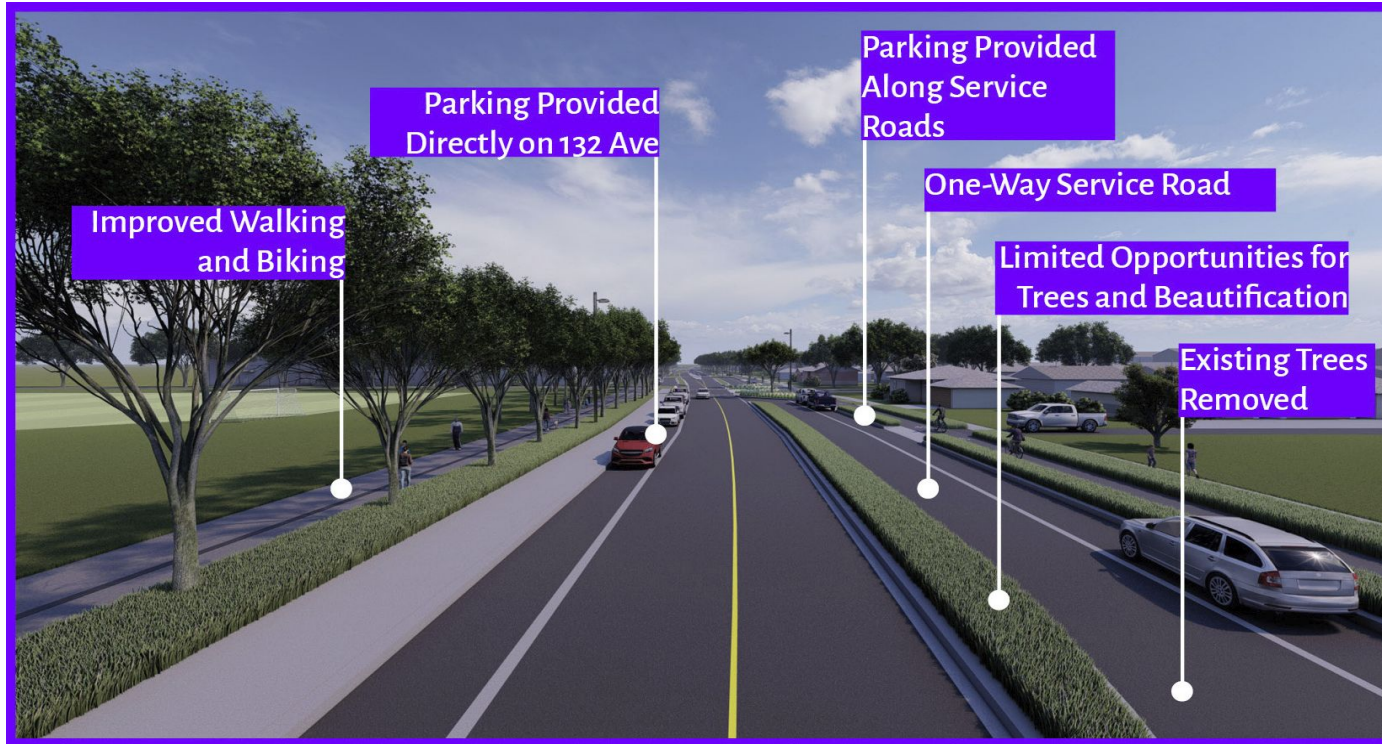 Parking Provided
Along Service
Roads
Parking Provided
Directly on 132 Ave
One-Way Service Road
Improved Walking
and Biking
Limited Opportunities for
Trees and Beautification
Existing Trees
Removed